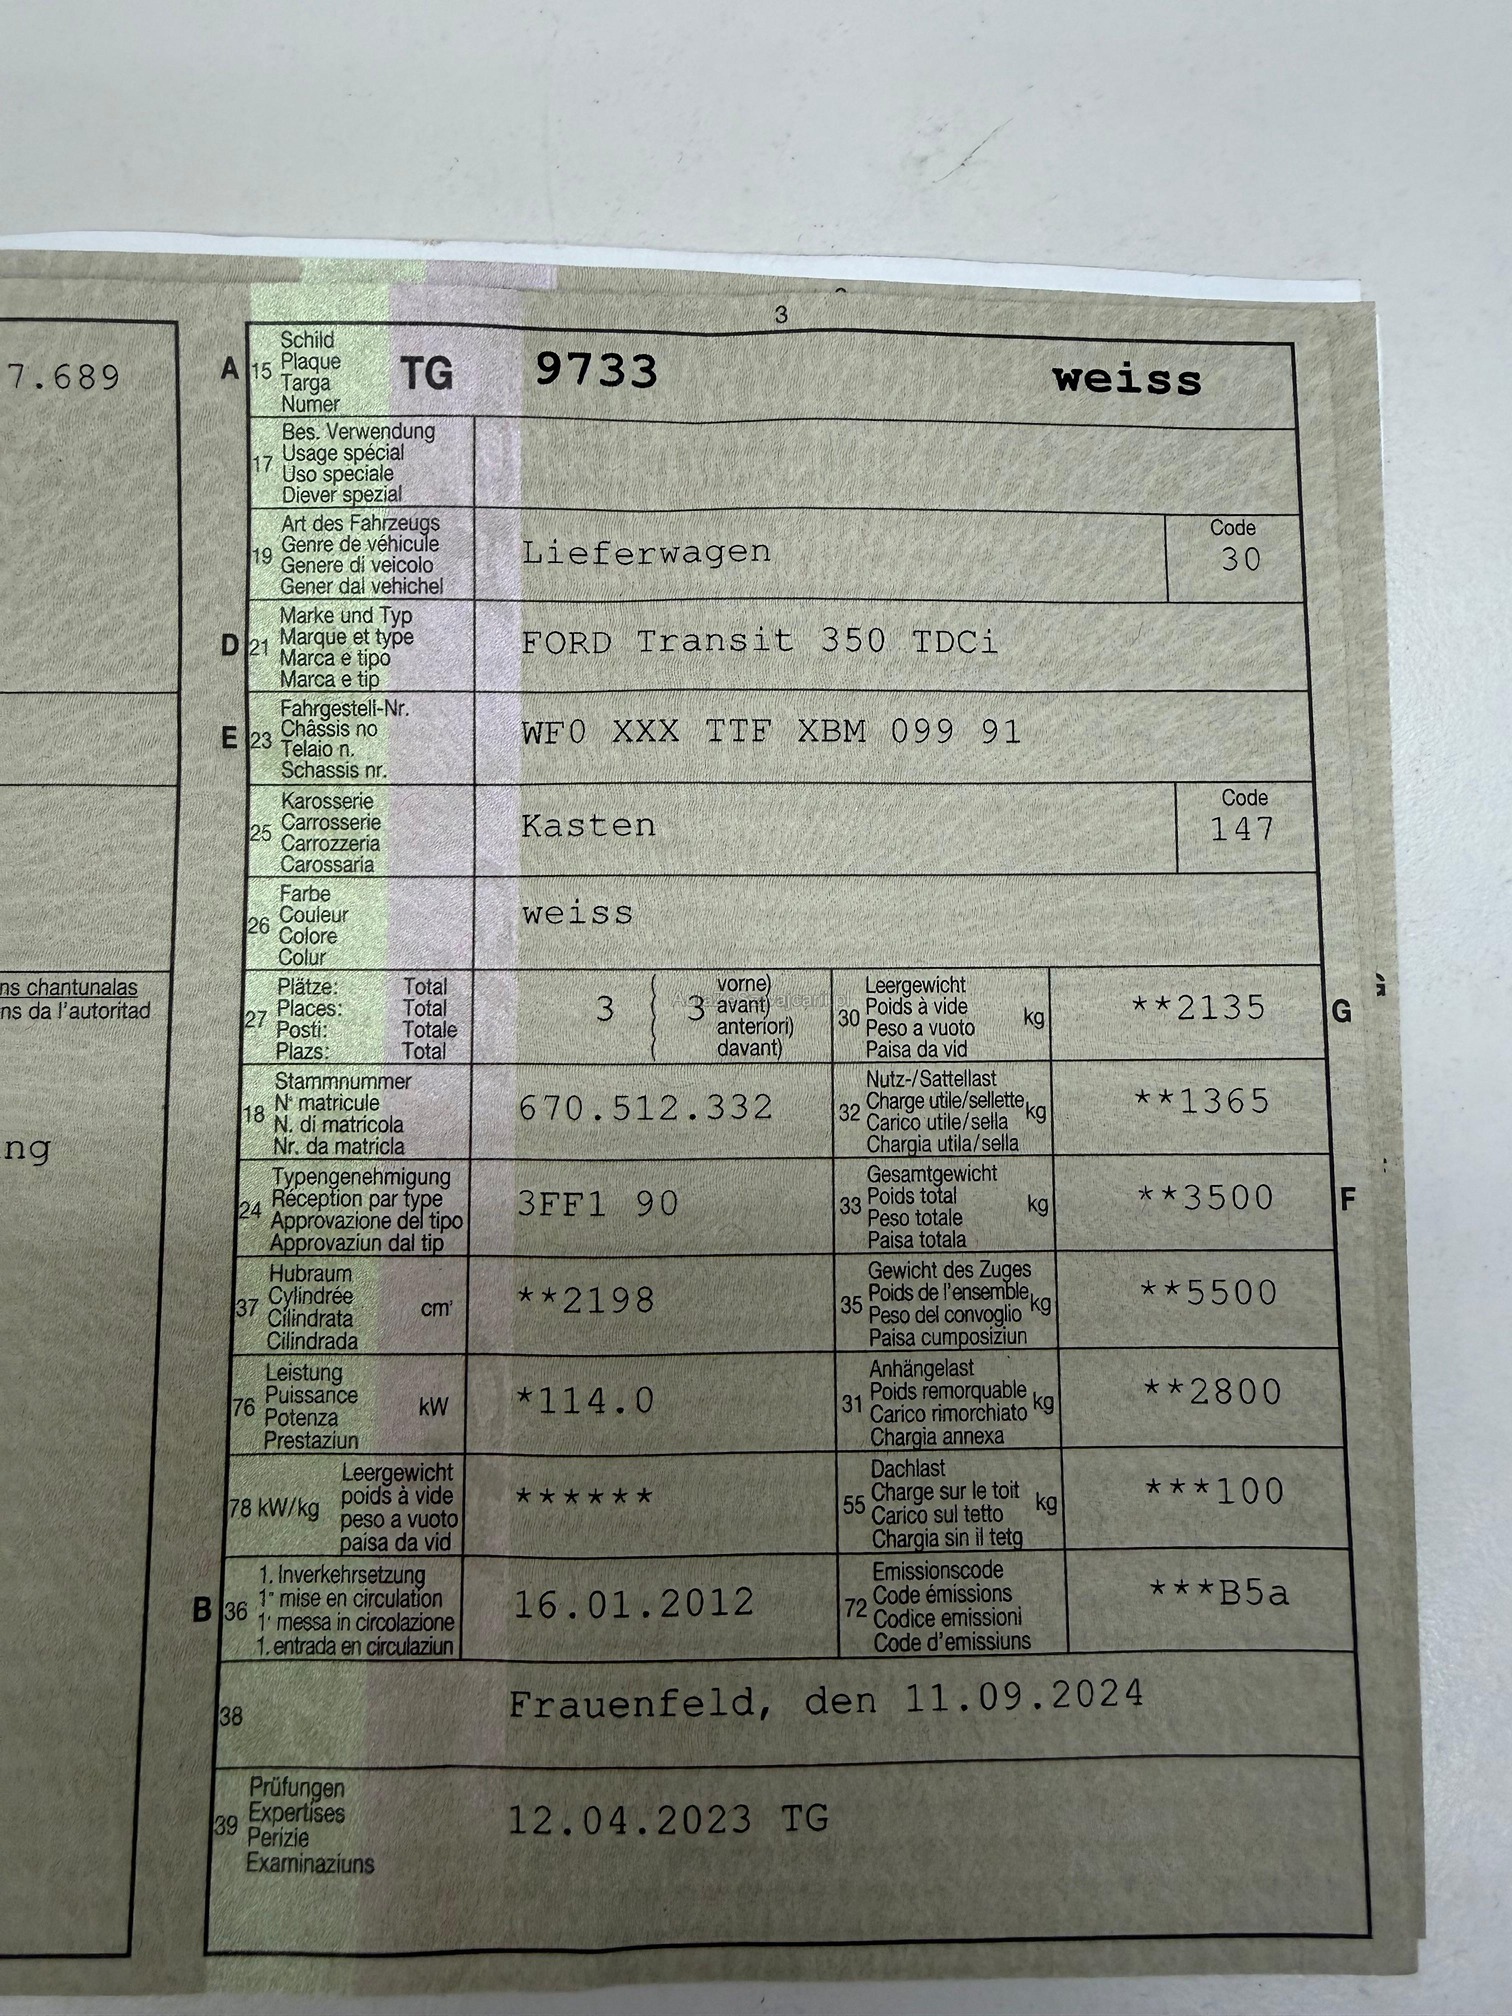 7.689
ns chantunalas
ns da l'autoritad
ng
3
A 15 Schild
Plaque
Targa
Numer
TG 9733 weiss
17 Bes. Verwendung
Usage spécial
Uso speciale
Diever spezial
19 Art des Fahrzeugs
Genre de véhicule
Genere di veicolo
Gener dal vehichel
Lieferwagen
Code
30
D 21 Marke und Typ
Marque et type
Marca e tipo
Marca e tip
FORD Transit 350 TDCi
E 23 Fahrgestell-Nr.
Châssis no
Telaio n.
Schassis nr.
WF0 XXX TTF XBM 099 91
25 Karosserie
Carrosserie
Carrozzeria
Carossaria
Kasten
Code
147
26 Farbe
Couleur
Colore
Colur
weiss
27 Plätze: Total
Places: Total
Posti: Totale
Plazs: Total
3 ( 3 vorne)
avant)
anteriori)
davant)
30 Leergewicht
Poids à vide
Peso a vuoto
Paisa da vid
kg
**2135
G
18 Stammnummer
N° matricule
N. di matricola
Nr. da matricla
670.512.332
32 Nutz-/Sattellast
Charge utile/sellette
Carico utile/sella
Chargia utila/sella
kg
**1365
24 Typengenehmigung
Réception par type
Approvazione del tipo
Approvaziun dal tip
3FF1 90
33 Gesamtgewicht
Poids total
Peso totale
Paisa totala
kg
**3500
F
37 Hubraum
Cylindrée
Cilindrata
Cilindrada
cm³
**2198
35 Gewicht des Zuges
Poids de l'ensemble
Peso del convoglio
Paisa cumposiziun
kg
**5500
76 Leistung
Puissance
Potenza
Prestaziun
kW
*114.0
31 Anhängelast
Poids remorquable
Carico rimorchiato
Chargia annexa
kg
**2800
78 kW/kg Leergewicht
poids à vide
peso a vuoto
paisa da vid
******
55 Dachlast
Charge sur le toit
Carico sul tetto
Chargia sin il tetg
kg
***100
B 36 1. Inverkehrsetzung
1re mise en circulation
1a messa in circolazione
1. entrada en circulaziun
16.01.2012
72 Emissionscode
Code émissions
Codice emissioni
Code d'emissiuns
***B5a
38
Frauenfeld, den 11.09.2024
39 Prüfungen
Expertises
Perizie
Examinaziuns
12.04.2023 TG